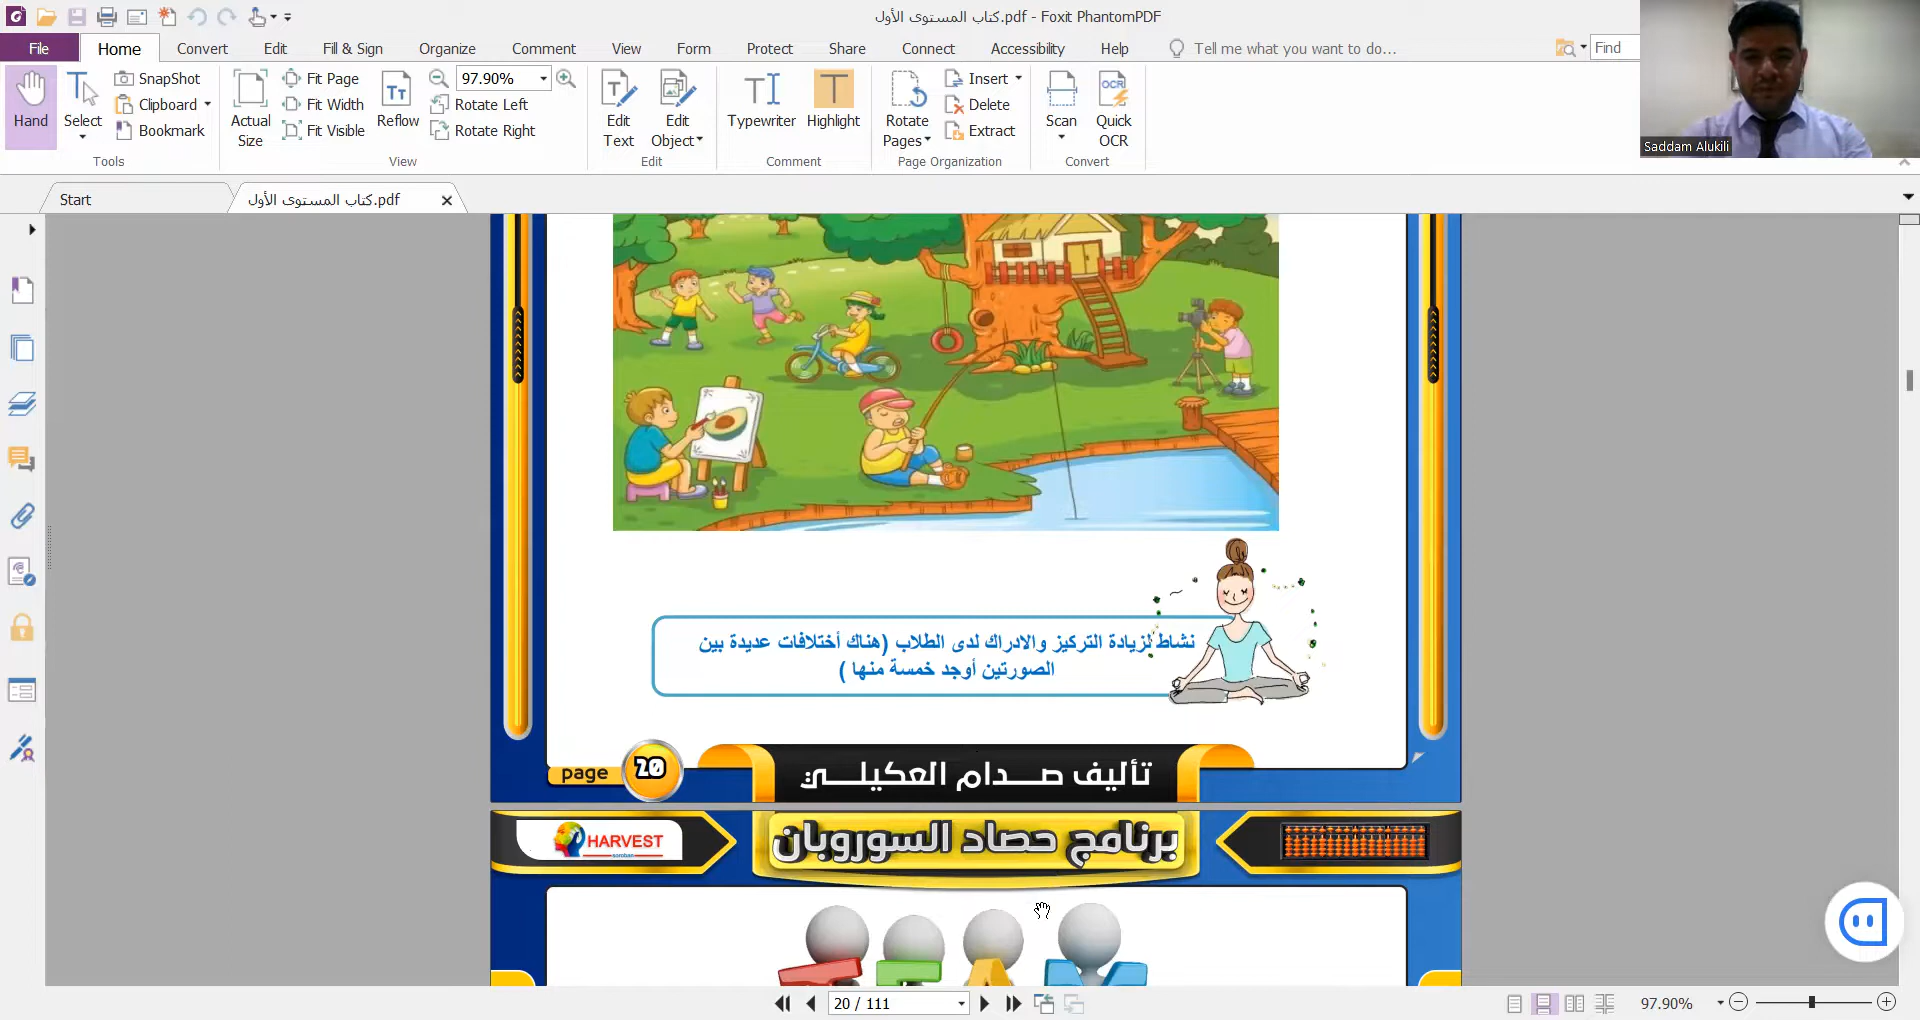 كتاب المستوى الأول.pdf - Foxit PhantomPDF
File Home Convert Edit Fill & Sign Organize Comment View Form Protect Share Connect Accessibility Help Tell me what you want to do... Find
Hand
Select
SnapShot
Clipboard
Bookmark
Tools
Actual Size
Fit Page
Fit Width
Fit Visible
Reflow
97.90%
Rotate Left
Rotate Right
View
Edit Text
Edit Object
Edit
Typewriter
Highlight
Comment
Rotate Pages
Insert
Delete
Extract
Page Organization
Scan
Quick OCR
Convert
Saddam Alukili
Start
كتاب المستوى الأول.pdf
نشاط لزيادة التركيز والادراك لدى الطلاب (هناك أختلافات عديدة بين
الصورتين أوجد خمسة منها )
page 20
تأليف صدام العكيلي
HARVEST
soroban
برنامج حصاد السوروبان
TEAM
20 / 111
97.90%